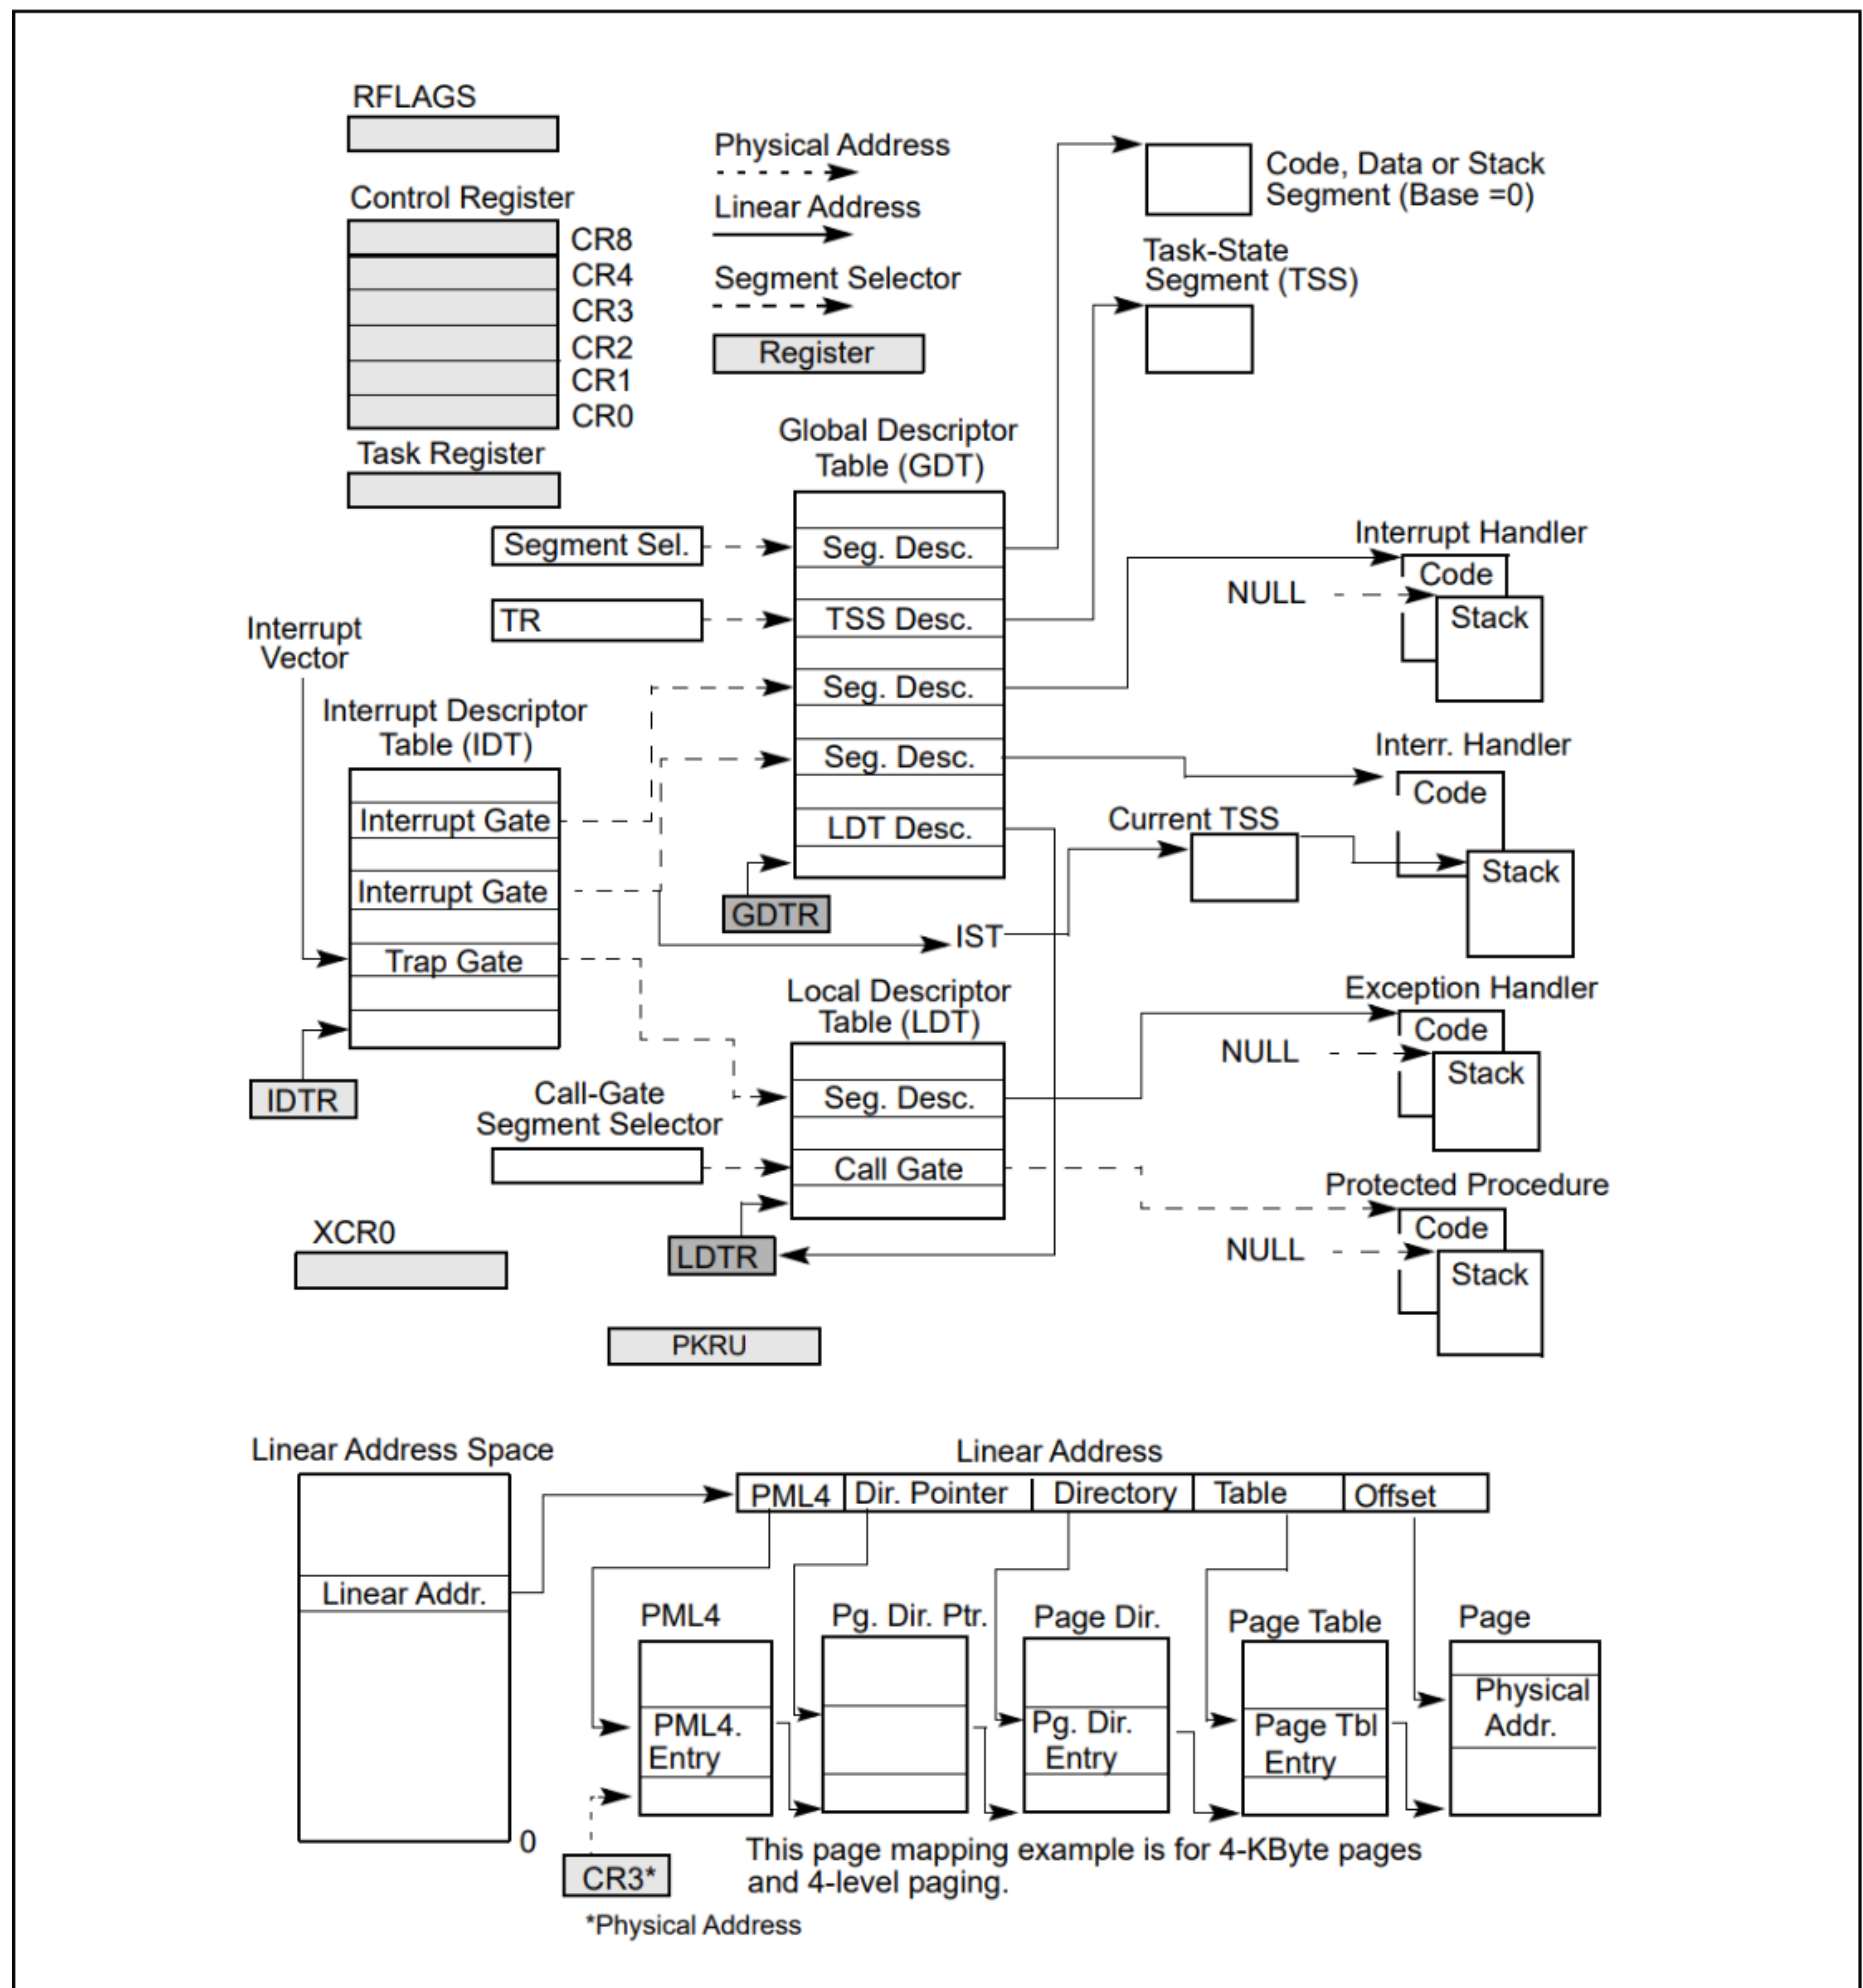 RFLAGS
Control Register
CR8
CR4
CR3
CR2
CR1
CR0
Task Register
Physical Address
Linear Address
Segment Selector
Register
Code, Data or Stack
Segment (Base =0)
Task-State
Segment (TSS)
Global Descriptor
Table (GDT)
Segment Sel.
Seg. Desc.
TR
TSS Desc.
Seg. Desc.
Seg. Desc.
LDT Desc.
GDTR
Interrupt Handler
Code
NULL
Stack
Interrupt
Vector
Interrupt Descriptor
Table (IDT)
Interrupt Gate
Interrupt Gate
Trap Gate
IDTR
Interr. Handler
Code
Current TSS
Stack
IST
Local Descriptor
Table (LDT)
Seg. Desc.
Call Gate
Call-Gate
Segment Selector
Exception Handler
Code
NULL
Stack
Protected Procedure
Code
NULL
Stack
XCR0
LDTR
PKRU
Linear Address Space
Linear Addr.
0
Linear Address
PML4
Dir. Pointer
Directory
Table
Offset
PML4
Pg. Dir. Ptr.
Page Dir.
Page Table
Page
PML4.
Entry
Pg. Dir.
Entry
Page Tbl
Entry
Physical
Addr.
CR3*
*Physical Address
This page mapping example is for 4-KByte pages
and 4-level paging.